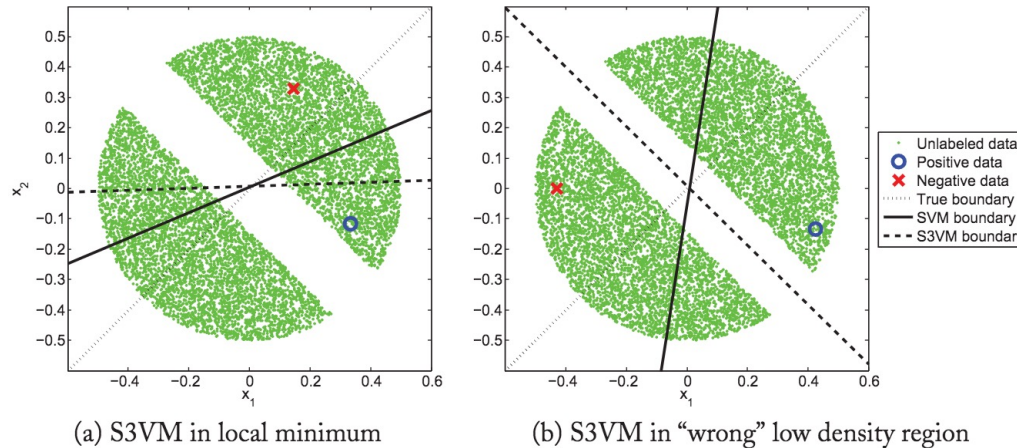 0.5
0.4
0.3
0.2
0.1
0
−0.1
−0.2
−0.3
−0.4
−0.5
x2
−0.4 −0.2 0 0.2 0.4 0.6
x1
(a) S3VM in local minimum
0.5
0.4
0.3
0.2
0.1
0
−0.1
−0.2
−0.3
−0.4
−0.5
−0.4 −0.2 0 0.2 0.4 0.6
x1
(b) S3VM in “wrong” low density region
Unlabeled data
Positive data
Negative data
True boundary
SVM boundary
S3VM boundar